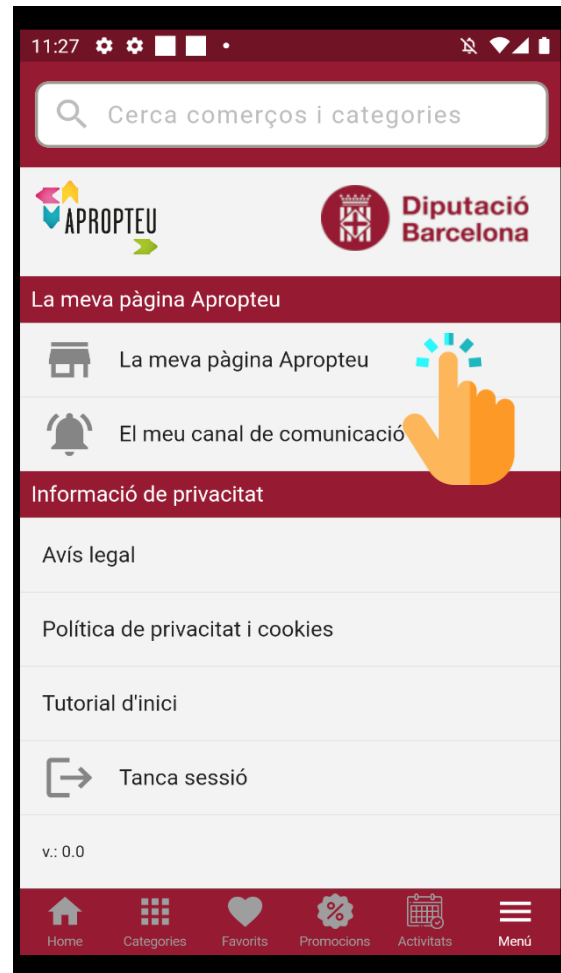 11:27
Cerca comerços i categories
APROPTEU
Diputació
Barcelona
La meva pàgina Apropteu
La meva pàgina Apropteu
El meu canal de comunicació
Informació de privacitat
Avís legal
Política de privacitat i cookies
Tutorial d'inici
Tanca sessió
v.: 0.0
Home Categories Favorits Promocions Activitats Menú